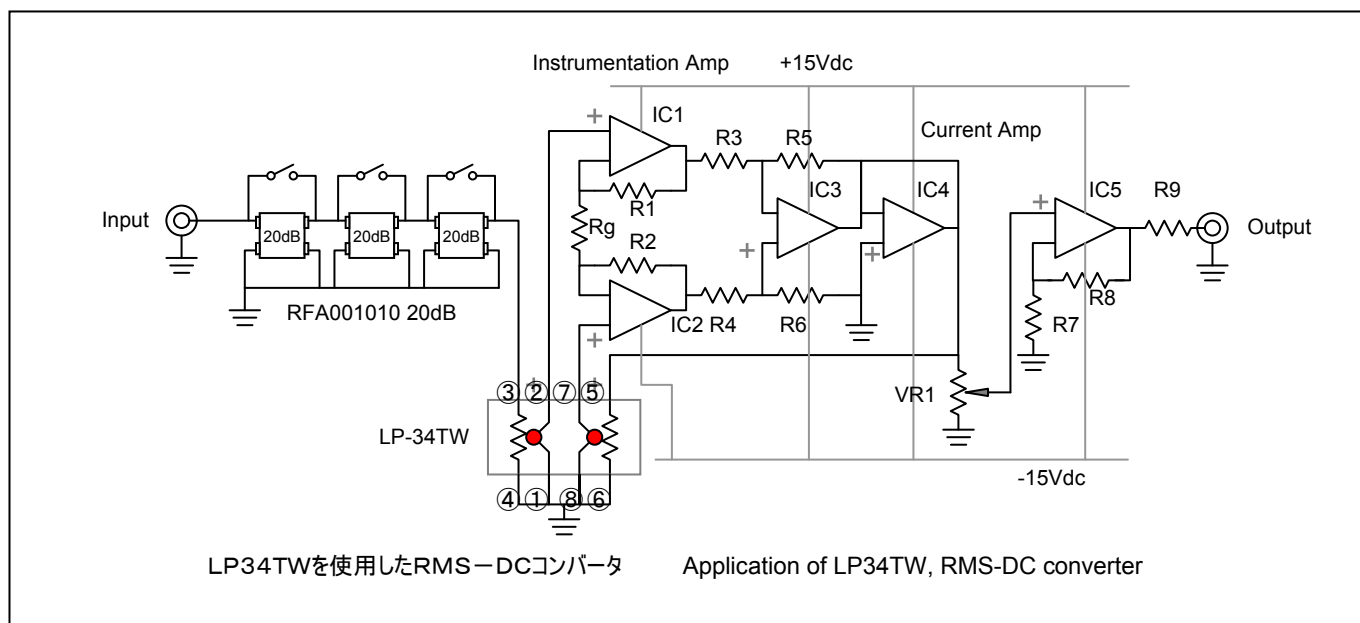 Instrumentation Amp
+15Vdc
+
IC1
Current Amp
R3
R5
IC3
IC4
+
IC5
R9
R1
Input
20dB
20dB
20dB
Rg
R2
+
+
Output
RFA001010 20dB
IC2
R4
R6
R8
R7
+
③
②
+
⑦
⑤
+
VR1
LP-34TW
-15Vdc
④
①
⑧
⑥
LP34TWを使用したRMS－DCコンバータ
Application of LP34TW, RMS-DC converter